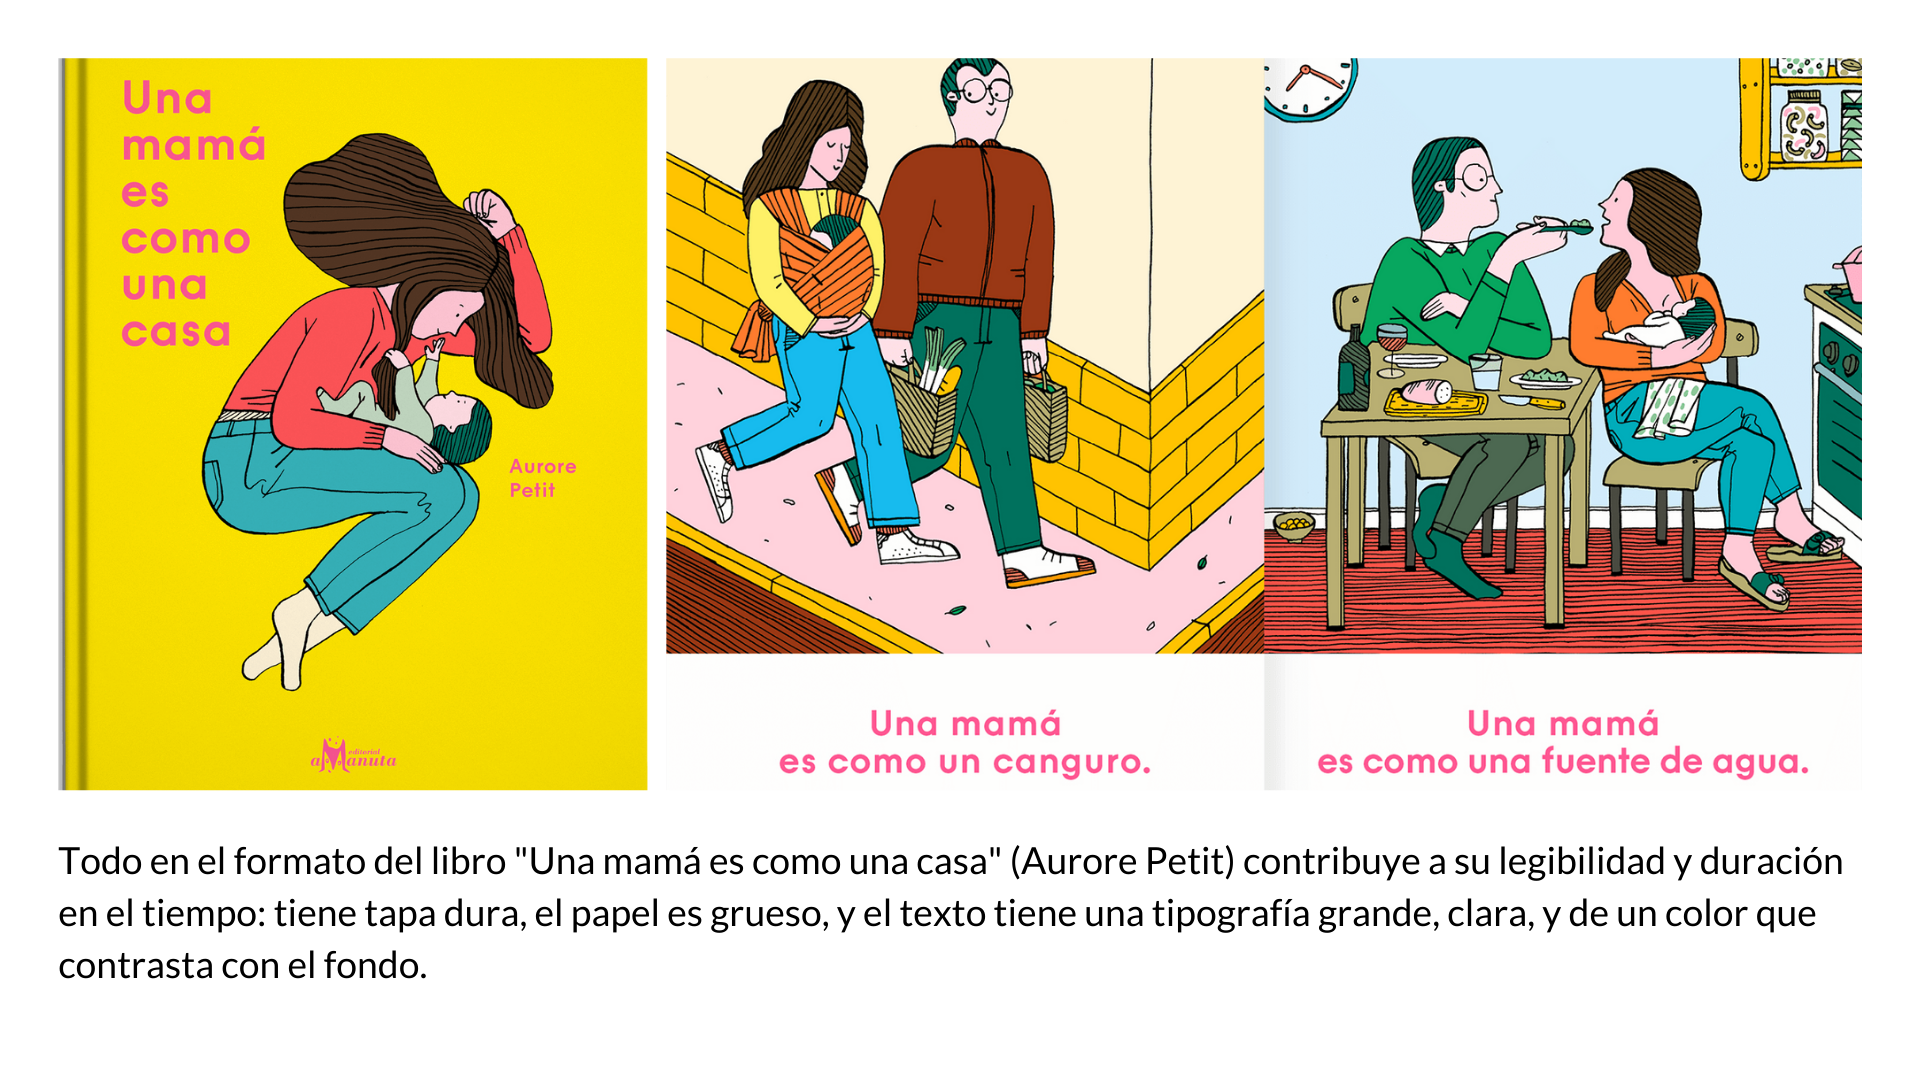 Una
mamá
es
como
una
casa
Aurore
Petit
editorial
aManuta
Una mamá
es como un canguro.
Una mamá
es como una fuente de agua.
Todo en el formato del libro "Una mamá es como una casa" (Aurore Petit) contribuye a su legibilidad y duración
en el tiempo: tiene tapa dura, el papel es grueso, y el texto tiene una tipografía grande, clara, y de un color que
contrasta con el fondo.